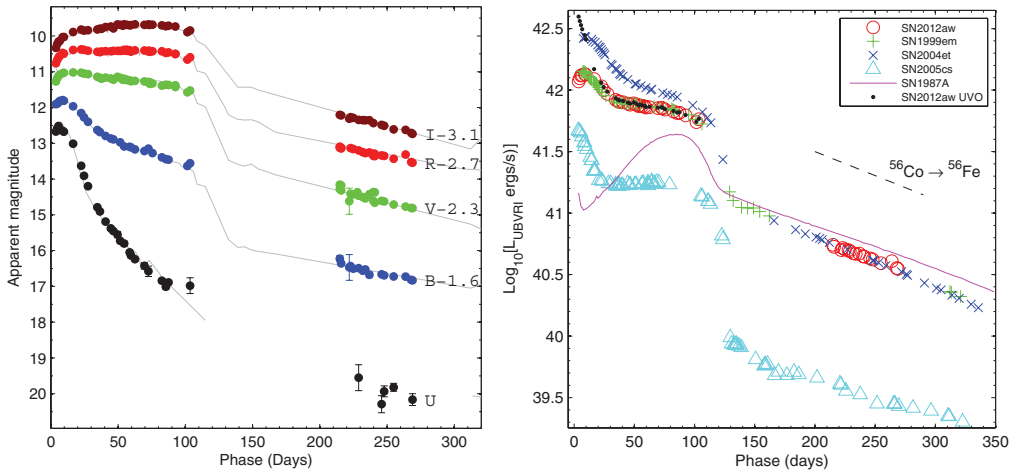 10
11
12
13
14
15
16
17
18
19
20
Apparent magnitude
I-3.1
R-2.7
V-2.3
B-1.6
U
0 50 100 150 200 250 300
Phase (Days)
42.5
42
41.5
41
40.5
40
39.5
Log10[LUBVRI ergs/s)]
SN2012aw
SN1999em
SN2004et
SN2005cs
SN1987A
SN2012aw UVO
56Co → 56Fe
0 50 100 150 200 250 300 350
Phase (days)